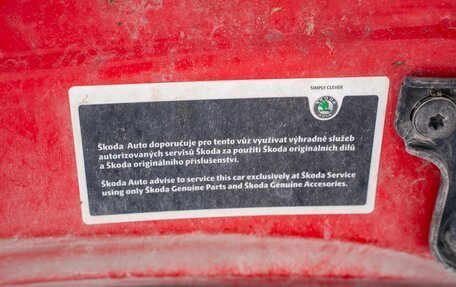 SIMPLY CLEVER
Škoda Auto doporučuje pro tento vůz využívat výhradně služeb
autorizovaných servisů Škoda za použití Škoda originálních dílů
a Škoda originálního příslušenství.
Škoda Auto advise to service this car exclusively at Škoda Service
using only Škoda Genuine Parts and Škoda Genuine Accesories.